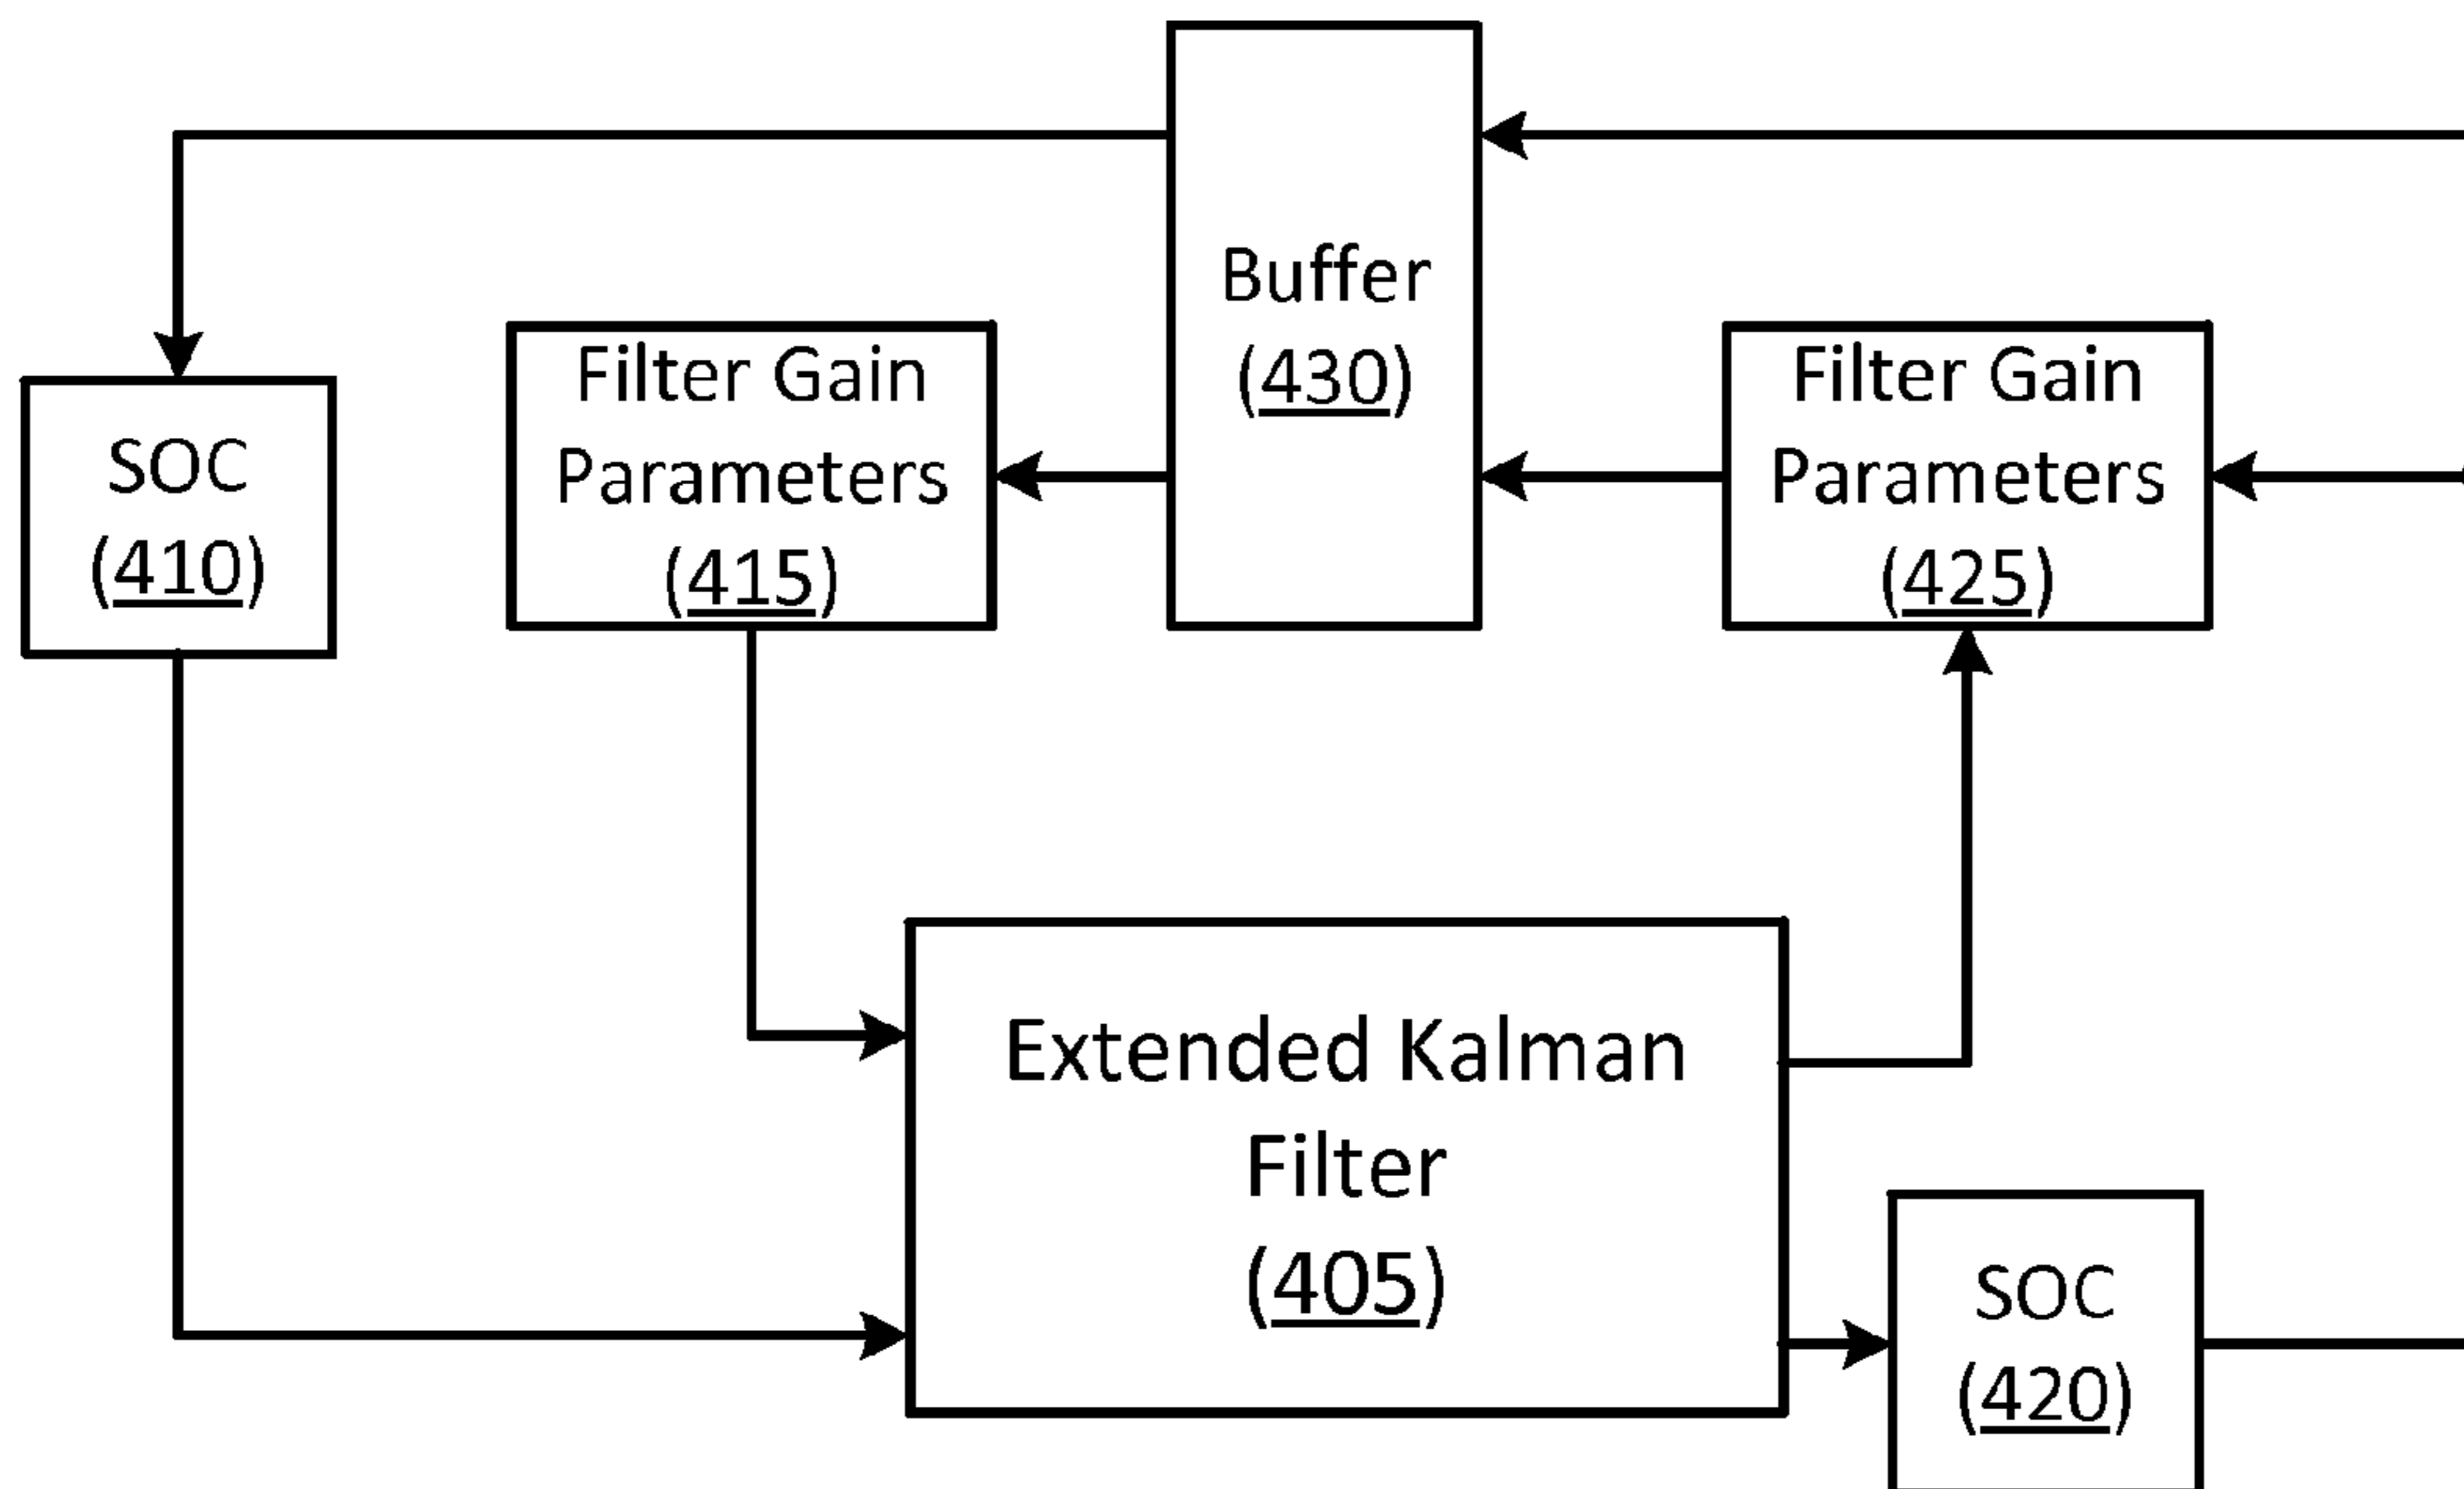 Buffer
(430)
Filter Gain
Parameters
(415)
Filter Gain
Parameters
(425)
SOC
(410)
Extended Kalman
Filter
(405)
SOC
(420)